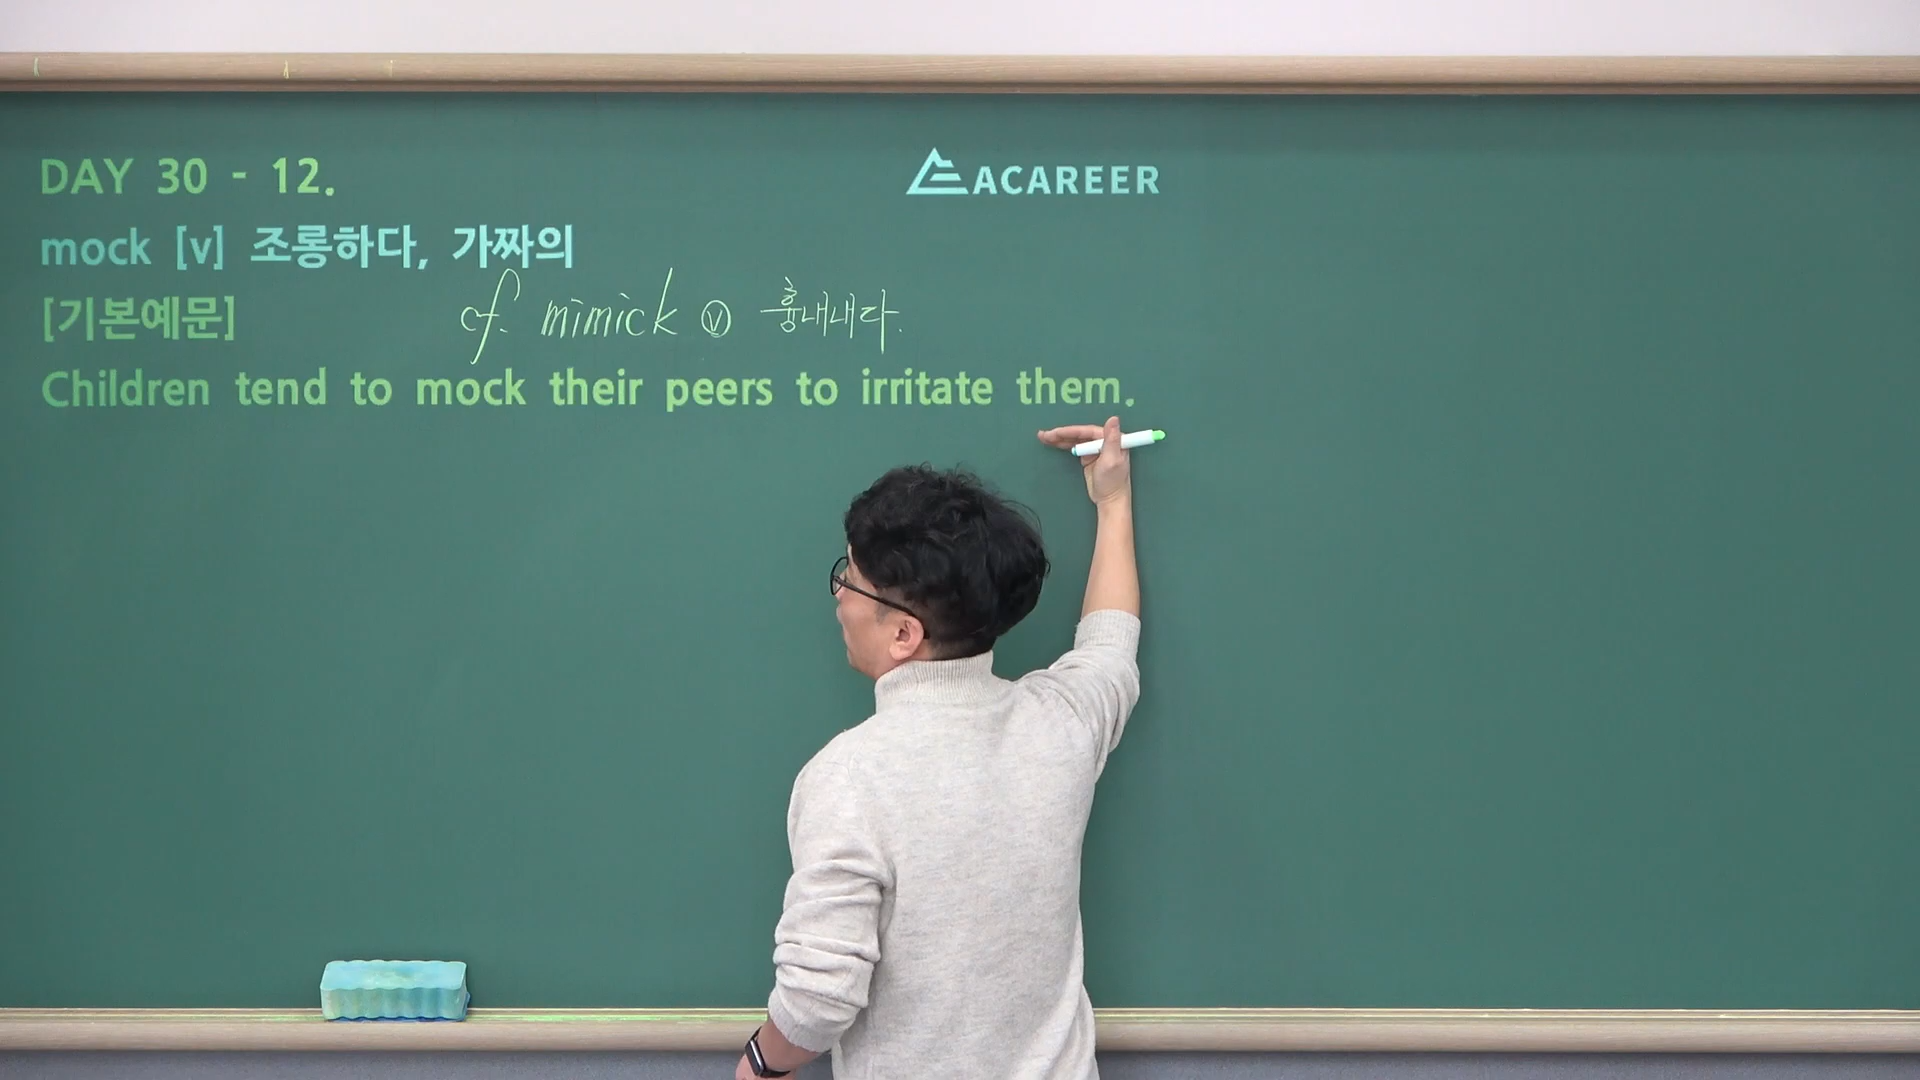 DAY 30 - 12.
ACAREER
mock [v] 조롱하다, 가짜의
[기본예문]
cf. mimick ⓥ 흉내내다.
Children tend to mock their peers to irritate them.